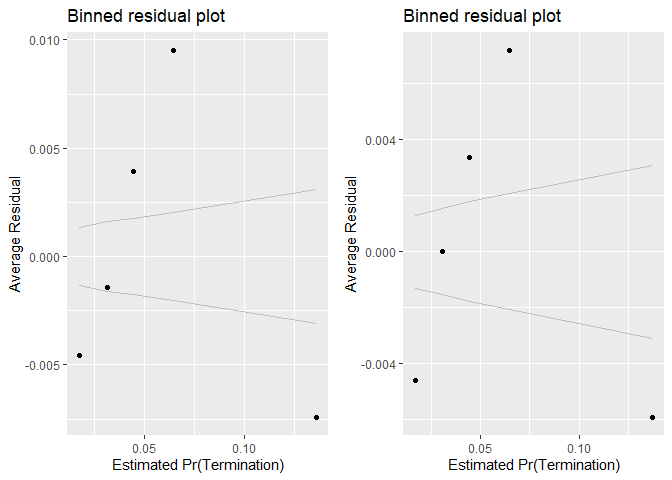 Binned residual plot
0.010
0.005
0.000
-0.005
Average Residual
0.05
0.10
Estimated Pr(Termination)
Binned residual plot
0.004
0.000
-0.004
Average Residual
0.05
0.10
Estimated Pr(Termination)